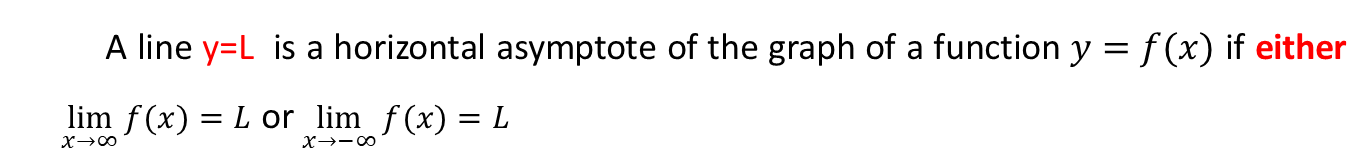 A line y=L is a horizontal asymptote of the graph of a function y = f(x) if either
lim x→∞ f(x) = L or lim x→−∞ f(x) = L